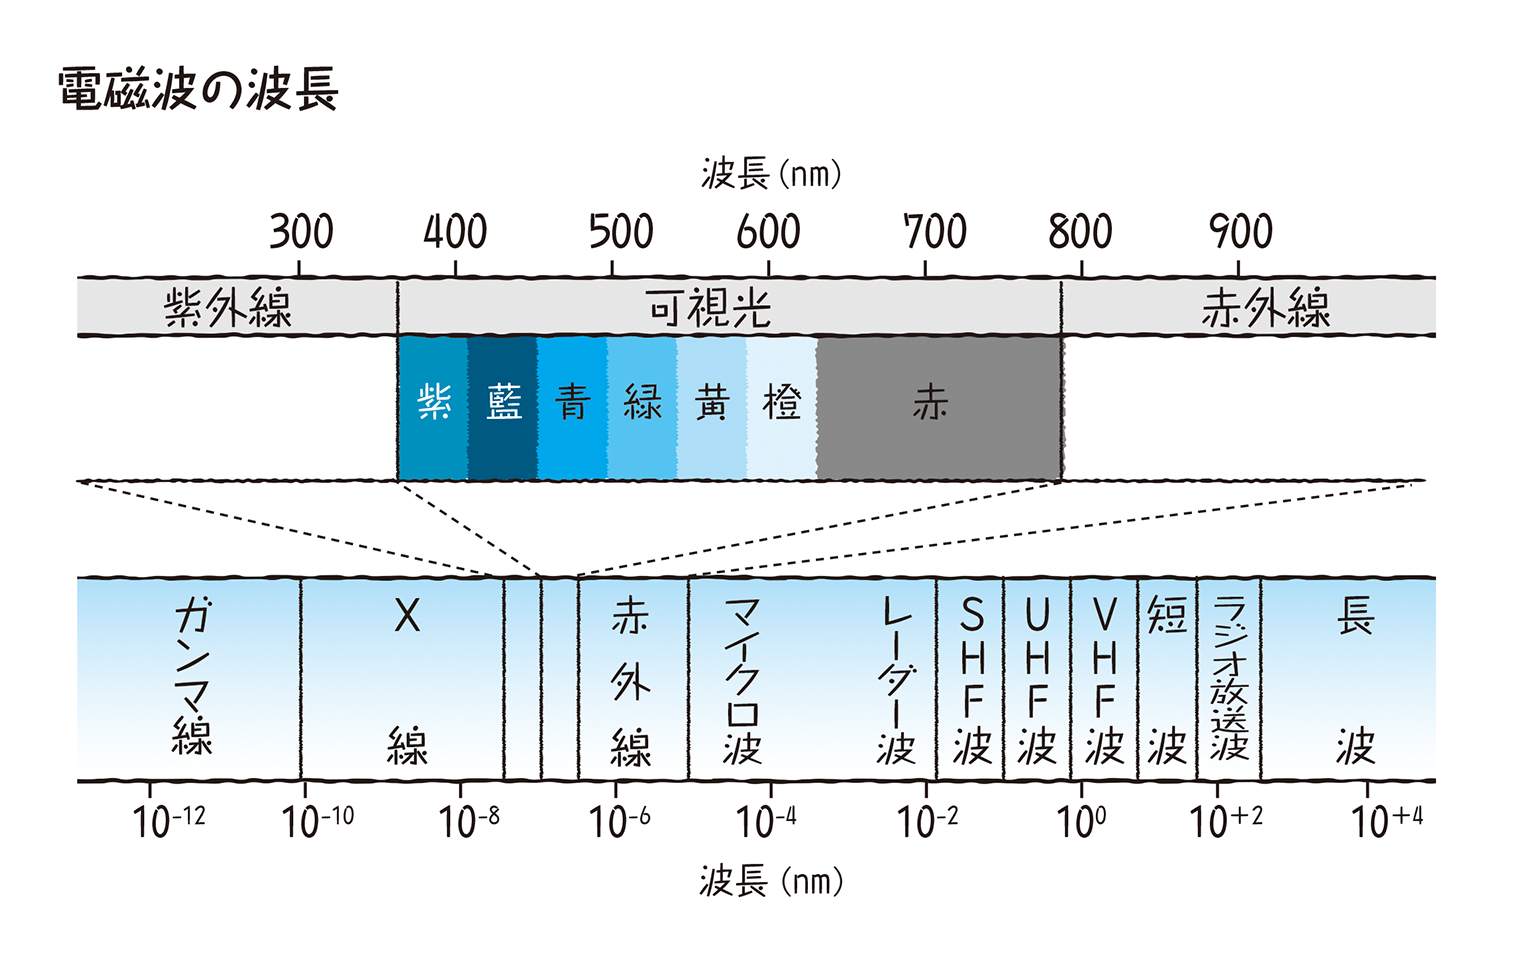 電磁波の波長
波長(nm)
300 400 500 600 700 800 900
紫外線 可視光 赤外線
紫 藍 青 緑 黄 橙 赤
ガンマ線
X線
赤外線
マイクロ波
レーダー波
SHF波
UHF波
VHF波
短波
ラジオ放送波
長波
10⁻¹² 10⁻¹⁰ 10⁻⁸ 10⁻⁶ 10⁻⁴ 10⁻² 10⁰ 10⁺² 10⁺⁴
波長(nm)